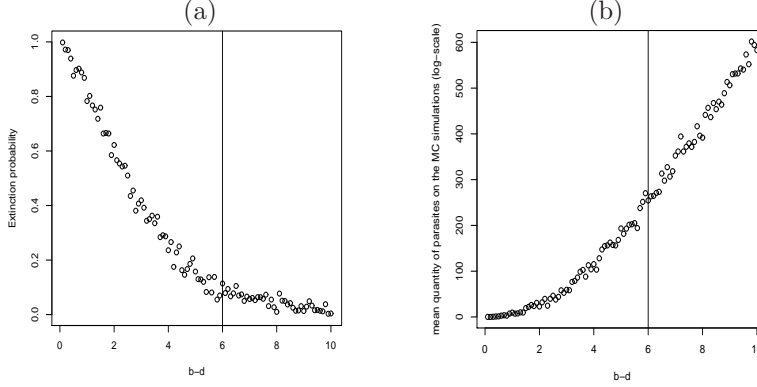 (a)
Extinction probability
1.0
0.8
0.6
0.4
0.2
0.0
0 2 4 6 8 10
b-d
(b)
mean quantity of parasites on the MC simulations (log-scale)
600
500
400
300
200
100
0
0 2 4 6 8 10
b-d